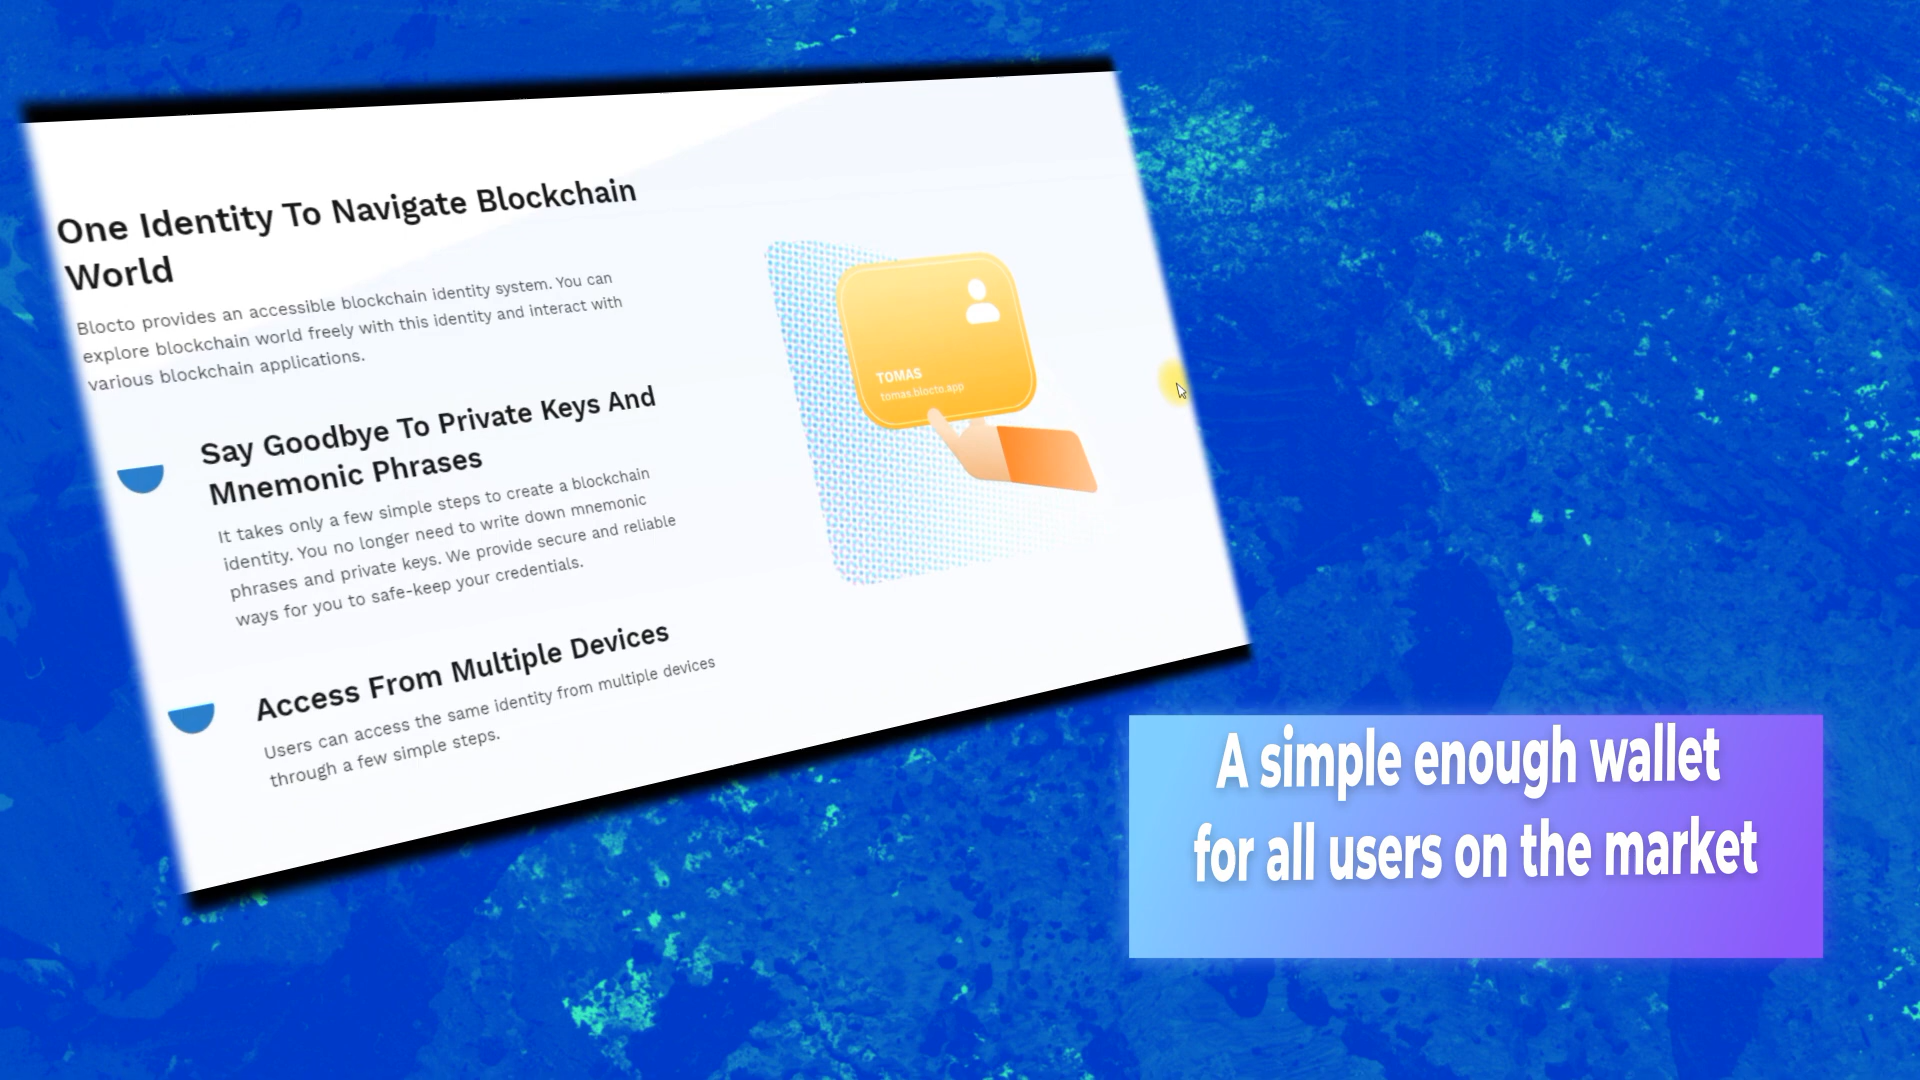 One Identity To Navigate Blockchain
World
Blocto provides an accessible blockchain identity system. You can
explore blockchain world freely with this identity and interact with
various blockchain applications.
Say Goodbye To Private Keys And
Mnemonic Phrases
It takes only a few simple steps to create a blockchain
identity. You no longer need to write down mnemonic
phrases and private keys. We provide secure and reliable
ways for you to safe-keep your credentials.
Access From Multiple Devices
Users can access the same identity from multiple devices
through a few simple steps.
TOMAS
tomas.blocto.app
A simple enough wallet
for all users on the market